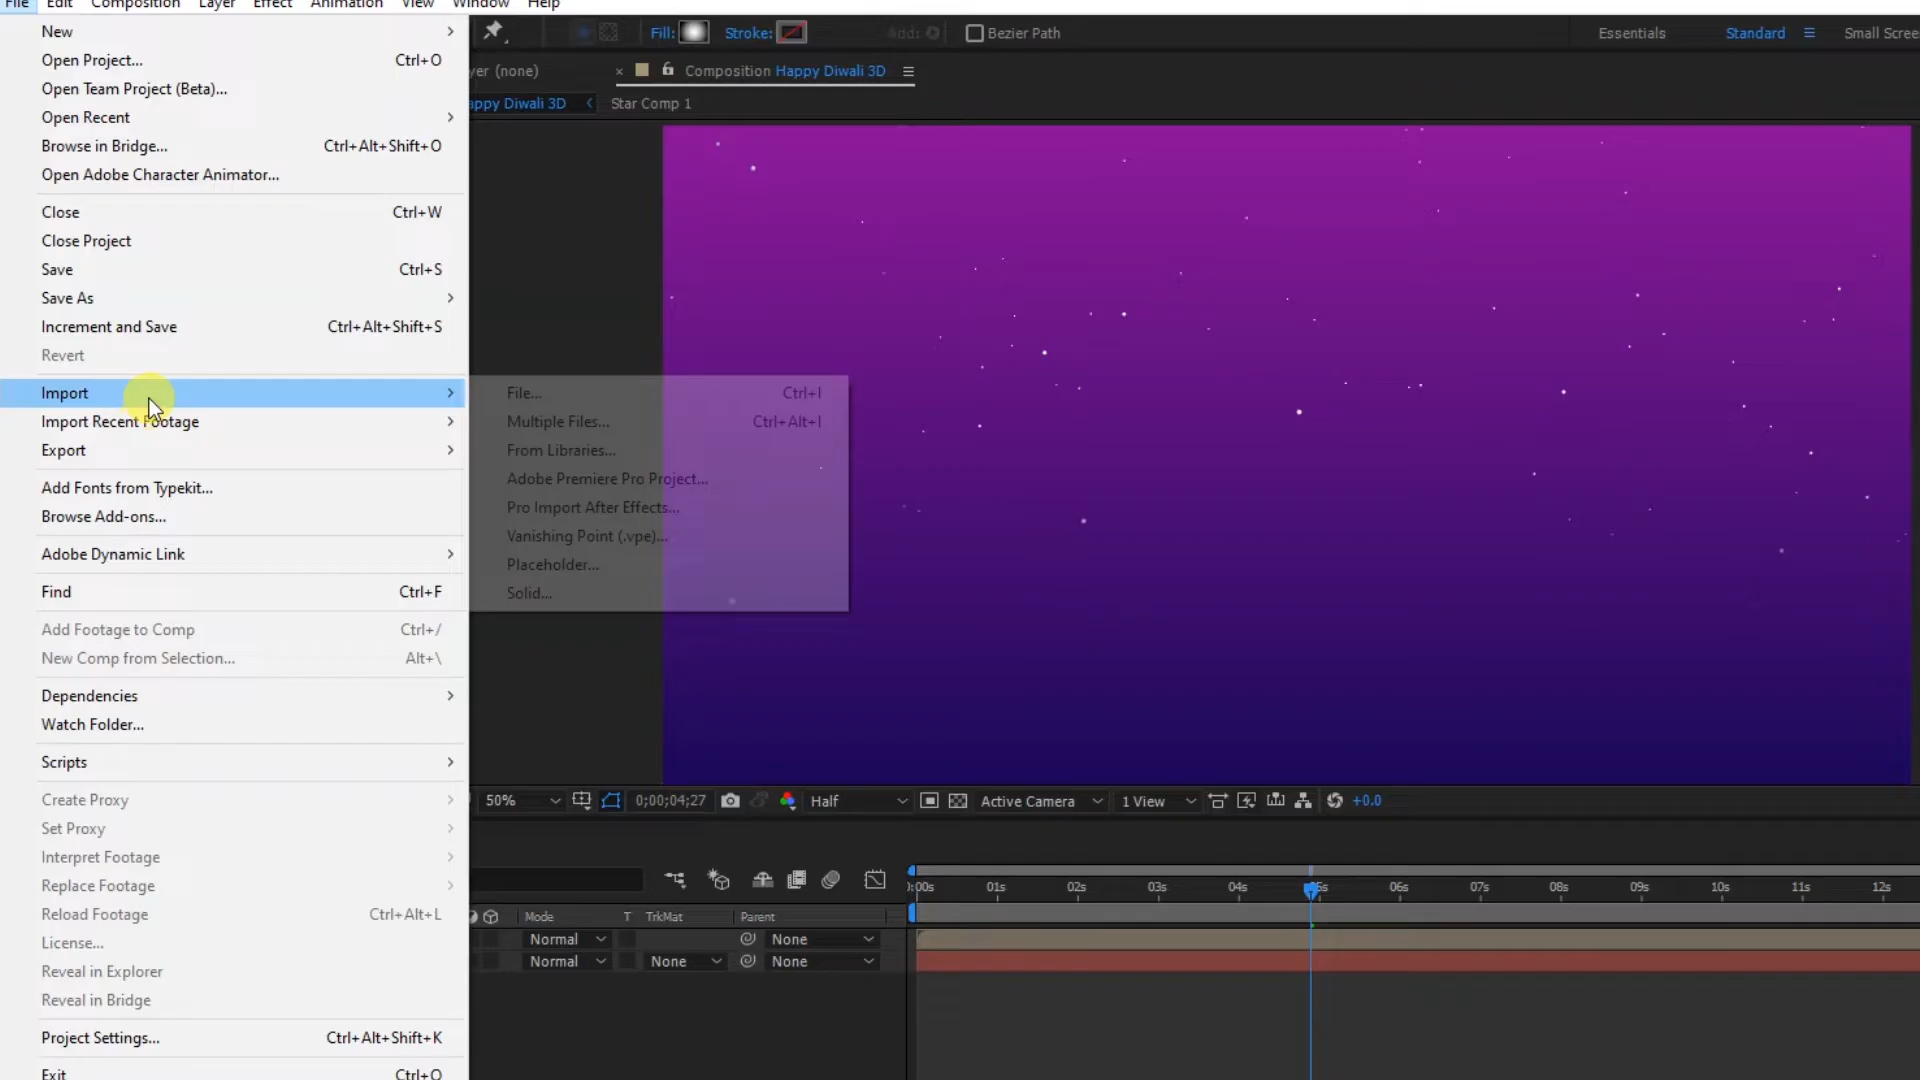 File Edit Composition Layer Effect Animation View Window Help
New
Open Project... Ctrl+O
Open Team Project (Beta)...
Open Recent
Browse in Bridge... Ctrl+Alt+Shift+O
Open Adobe Character Animator...
Close Ctrl+W
Close Project
Save Ctrl+S
Save As
Increment and Save Ctrl+Alt+Shift+S
Revert
Import
Import Recent Footage
Export
Add Fonts from Typekit...
Browse Add-ons...
Adobe Dynamic Link
Find Ctrl+F
Add Footage to Comp Ctrl+/
New Comp from Selection... Alt+\
Dependencies
Watch Folder...
Scripts
Create Proxy
Set Proxy
Interpret Footage
Replace Footage
Reload Footage Ctrl+Alt+L
License...
Reveal in Explorer
Reveal in Bridge
Project Settings... Ctrl+Alt+Shift+K
Exit Ctrl+Q
File... Ctrl+I
Multiple Files... Ctrl+Alt+I
From Libraries...
Adobe Premiere Pro Project...
Pro Import After Effects...
Vanishing Point (.vpe)...
Placeholder...
Solid...
Fill: Stroke: Add: Bezier Path Essentials Standard Small Scree
yer (none) × Composition Happy Diwali 3D
appy Diwali 3D Star Comp 1
50% 0;00;04;27 Half Active Camera 1 View +0.0
):00s 01s 02s 03s 04s 5s 06s 07s 08s 09s 10s 11s 12s
Mode T TrkMat Parent
Normal None
Normal None None